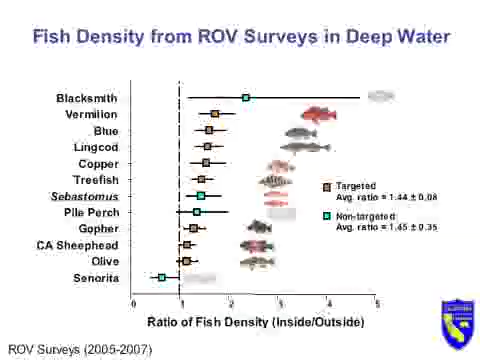 Fish Density from ROV Surveys in Deep Water
Blacksmith
Vermilion
Blue
Lingcod
Copper
Treefish
Sebastomus
Pile Perch
Gopher
CA Sheephead
Olive
Senorita
Targeted
Avg. ratio = 1.44 ± 0.08
Non-targeted
Avg. ratio = 1.45 ± 0.35
0 1 2 3 4 5
Ratio of Fish Density (Inside/Outside)
ROV Surveys (2005-2007)